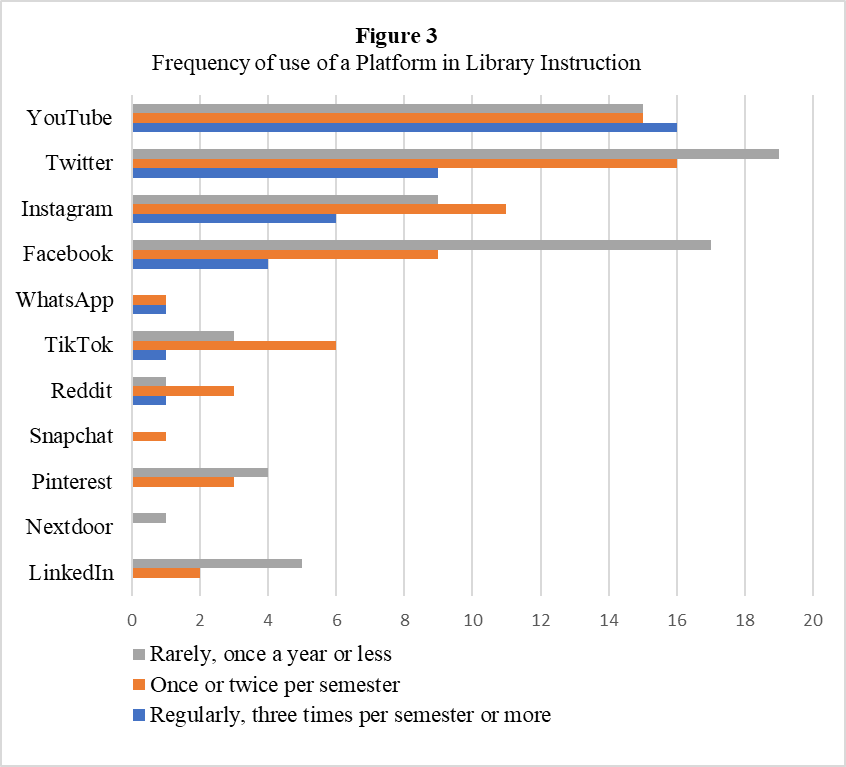 Figure 3
Frequency of use of a Platform in Library Instruction
YouTube
Twitter
Instagram
Facebook
WhatsApp
TikTok
Reddit
Snapchat
Pinterest
Nextdoor
LinkedIn
0 2 4 6 8 10 12 14 16 18 20
Rarely, once a year or less
Once or twice per semester
Regularly, three times per semester or more